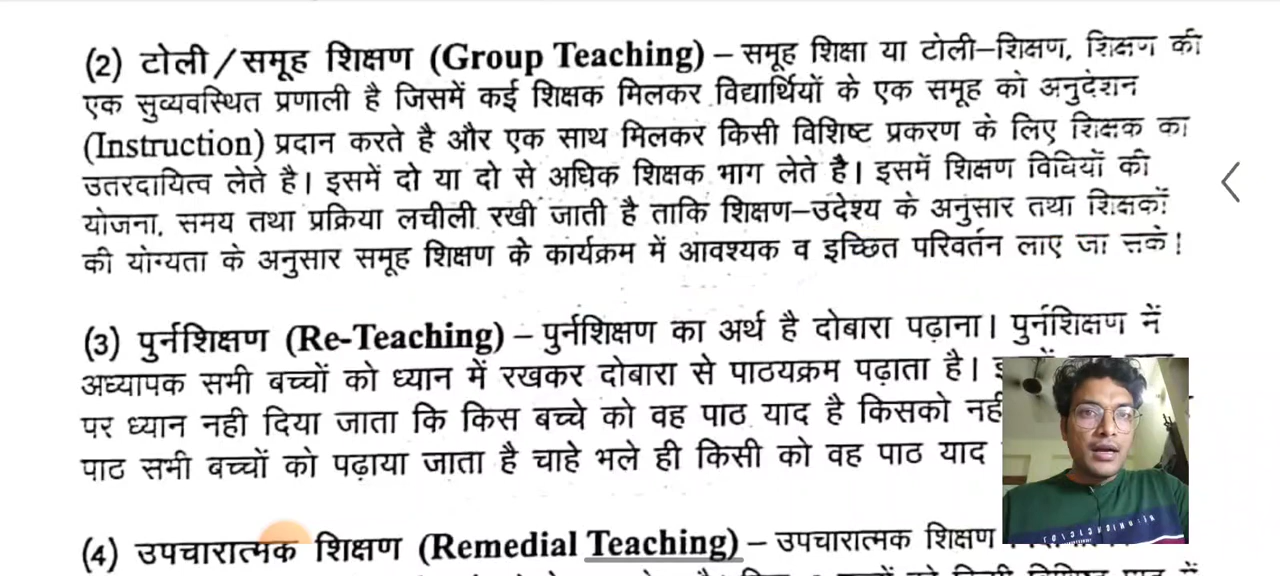 (2) टोली/समूह शिक्षण (Group Teaching) – समूह शिक्षा या टोली–शिक्षण, शिक्षण की
एक सुव्यवस्थित प्रणाली है जिसमें कई शिक्षक मिलकर विद्यार्थियों के एक समूह को अनुदेशन
(Instruction) प्रदान करते है और एक साथ मिलकर किसी विशिष्ट प्रकरण के लिए शिक्षक का
उतरदायित्व लेते है। इसमें दो या दो से अधिक शिक्षक भाग लेते है। इसमें शिक्षण विधियों की
योजना, समय तथा प्रक्रिया लचीली रखी जाती है ताकि शिक्षण–उदेश्य के अनुसार तथा शिक्षकों
की योग्यता के अनुसार समूह शिक्षण के कार्यक्रम में आवश्यक व इच्छित परिवर्तन लाए जा सके।
(3) पुर्नशिक्षण (Re-Teaching) – पुर्नशिक्षण का अर्थ है दोबारा पढ़ाना। पुर्नशिक्षण में
अध्यापक सभी बच्चों को ध्यान में रखकर दोबारा से पाठयक्रम पढ़ाता है।
पर ध्यान नही दिया जाता कि किस बच्चे को वह पाठ याद है किसको
पाठ सभी बच्चों को पढ़ाया जाता है चाहे भले ही किसी को वह पाठ याद
(4) उपचारात्मक शिक्षण (Remedial Teaching) – उपचारात्मक शिक्षण